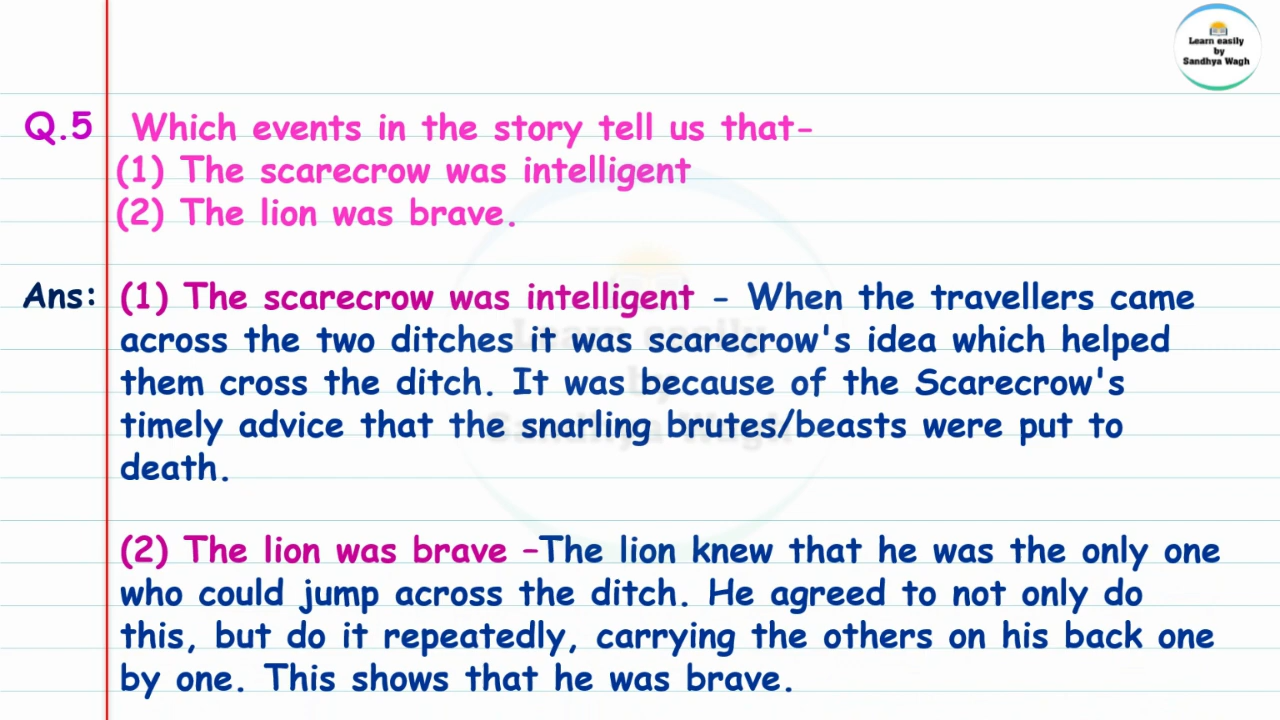 Learn easily
by
Sandhya Wagh
Q.5 Which events in the story tell us that-
(1) The scarecrow was intelligent
(2) The lion was brave.
Ans: (1) The scarecrow was intelligent - When the travellers came
across the two ditches it was scarecrow's idea which helped
them cross the ditch. It was because of the Scarecrow's
timely advice that the snarling brutes/beasts were put to
death.
(2) The lion was brave –The lion knew that he was the only one
who could jump across the ditch. He agreed to not only do
this, but do it repeatedly, carrying the others on his back one
by one. This shows that he was brave.
Learn easily
by
Sandhya Wagh